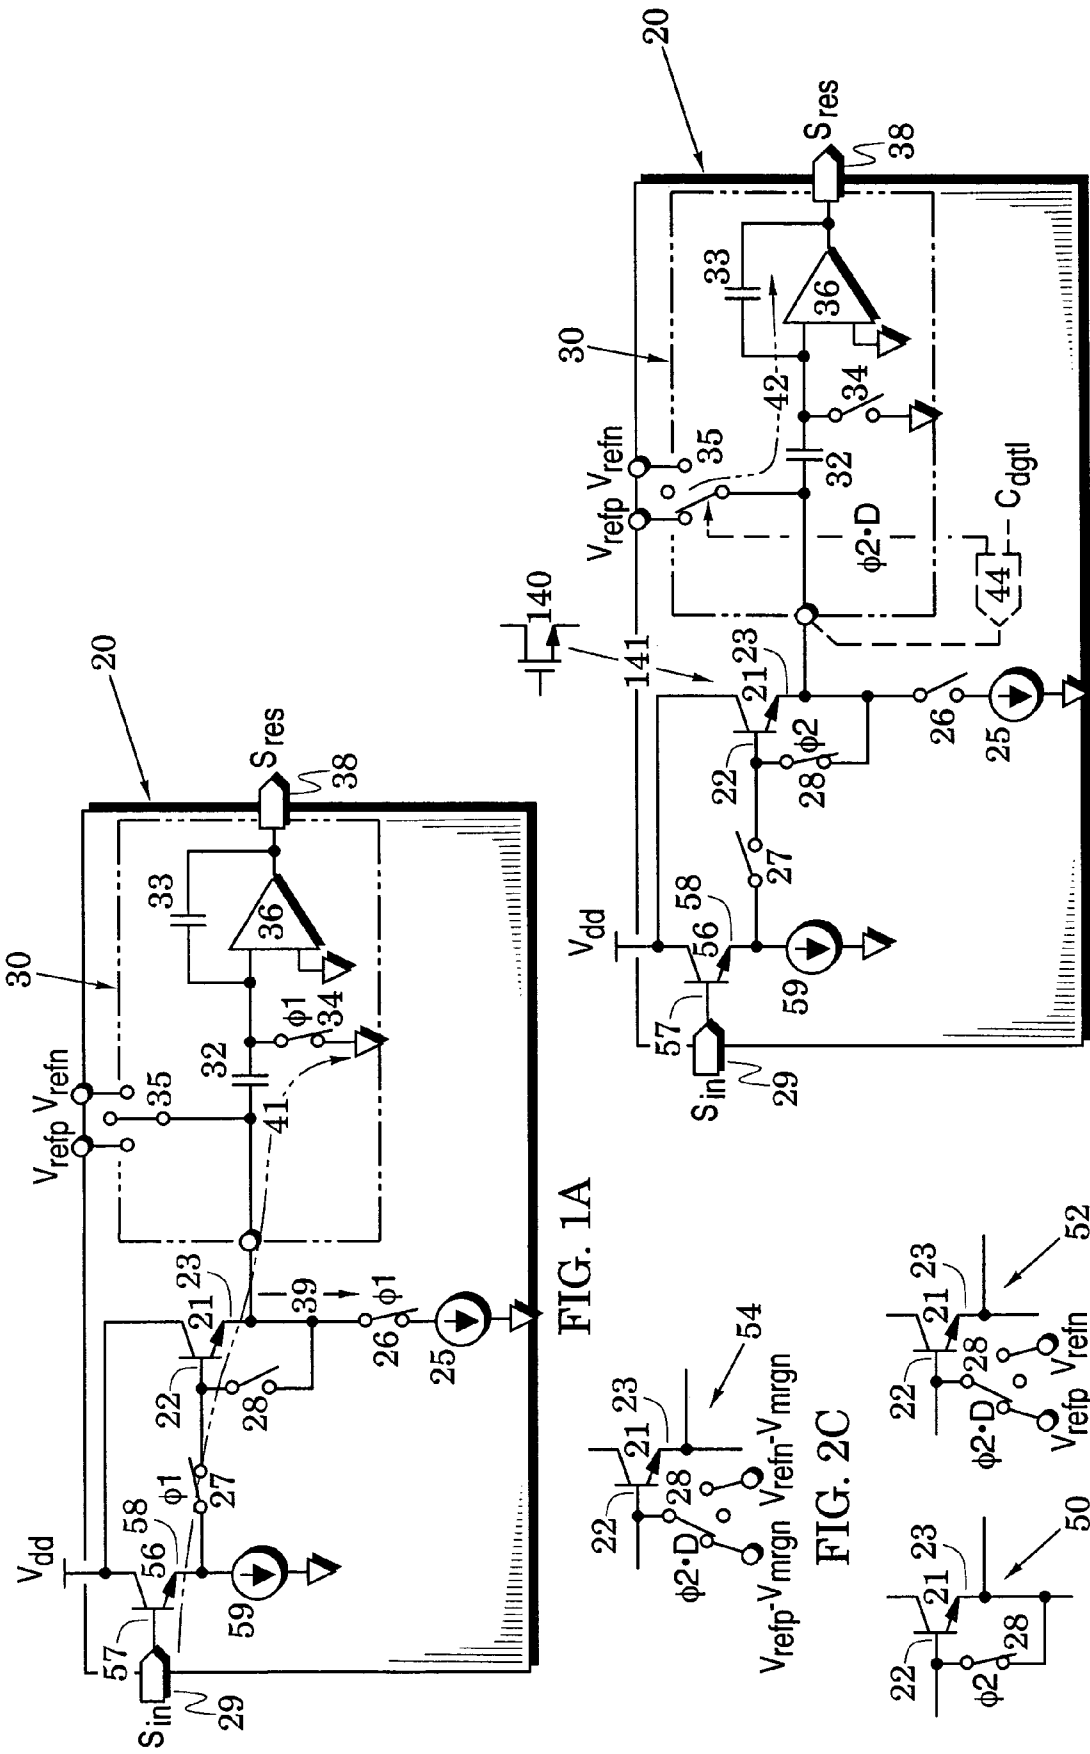 20
Vdd
30
Vrefp
Vrefn
35
33
32
36
φ1
34
41
Sres
38
57
56
58
φ1
27
22
21
23
28
39
φ1
26
25
59
Sin
29
FIG. 1A
20
140
141
Vdd
30
Vrefp
Vrefn
35
33
42
36
32
34
Sres
38
57
56
58
27
22
21
23
φ2
28
26
25
59
Sin
29
φ2•D
44
Cdgtl
54
22
21
23
28
φ2•D
Vrefp-Vmrgn
Vrefn-Vmrgn
FIG. 2C
50
22
21
23
φ2
28
52
22
21
23
28
φ2•D
Vrefp
Vrefn